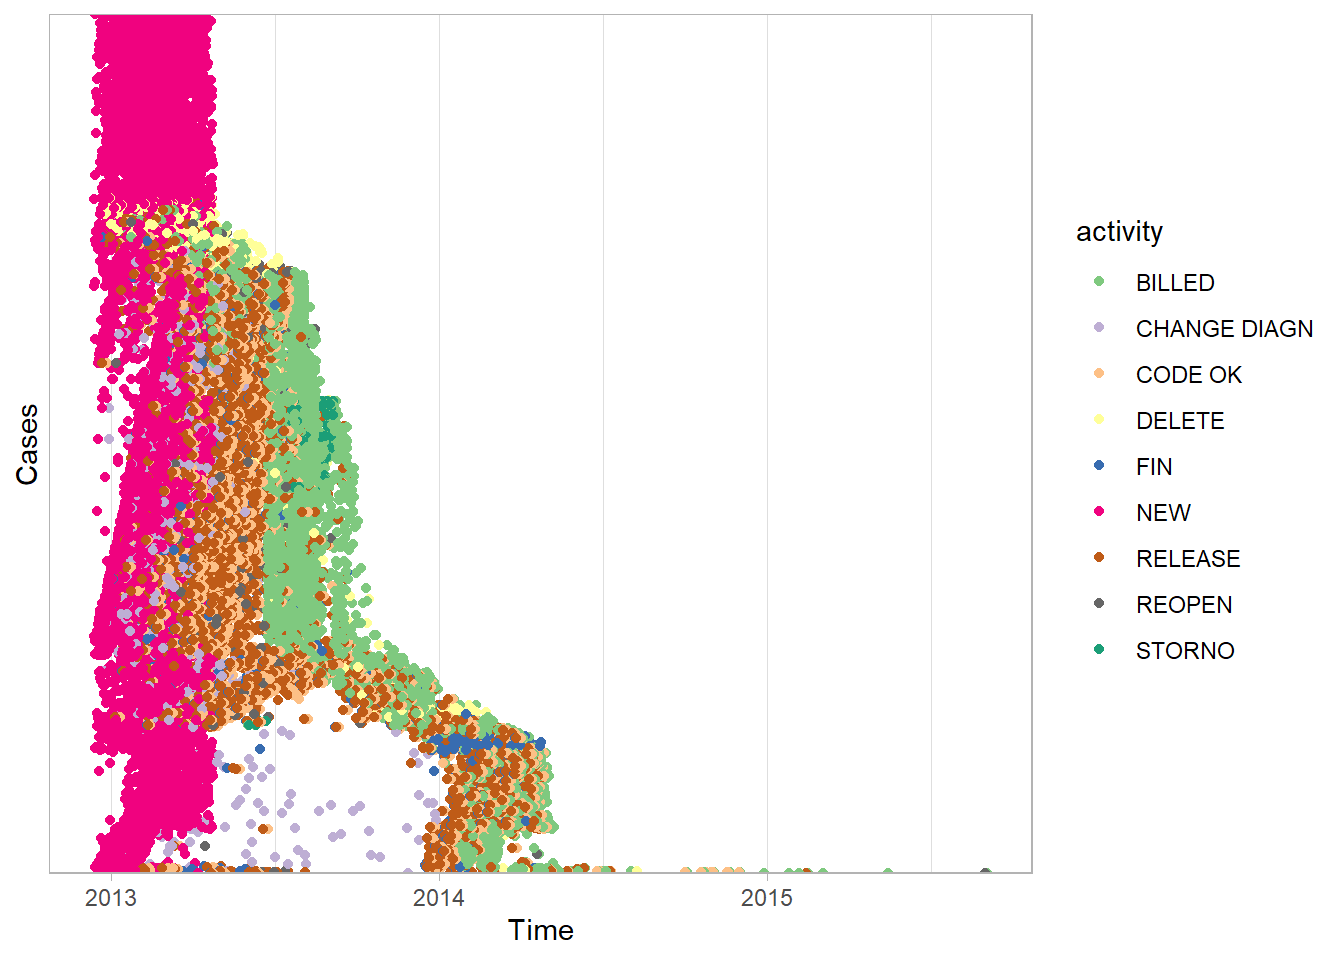 activity
BILLED
CHANGE DIAGN
CODE OK
DELETE
FIN
NEW
RELEASE
REOPEN
STORNO
Cases
2013
2014
2015
Time